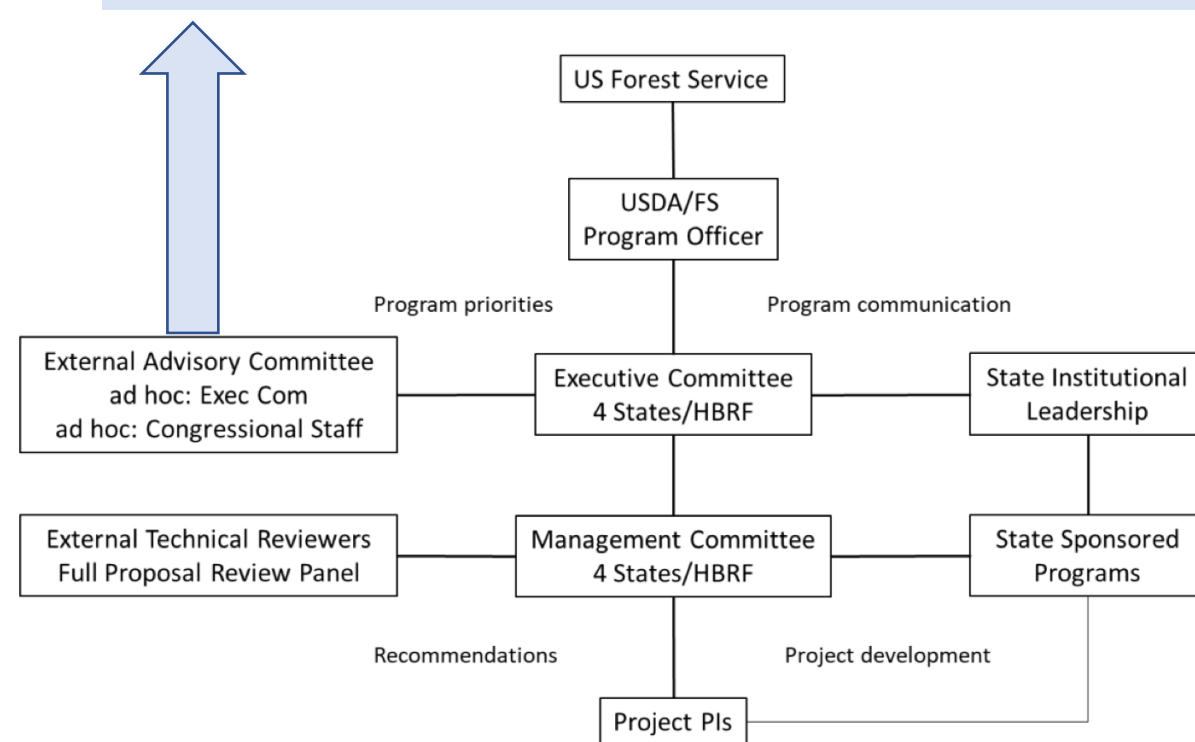 US Forest Service
USDA/FS
Program Officer
Program priorities
Program communication
External Advisory Committee
ad hoc: Exec Com
ad hoc: Congressional Staff
Executive Committee
4 States/HBRF
State Institutional
Leadership
External Technical Reviewers
Full Proposal Review Panel
Management Committee
4 States/HBRF
State Sponsored
Programs
Recommendations
Project development
Project PIs